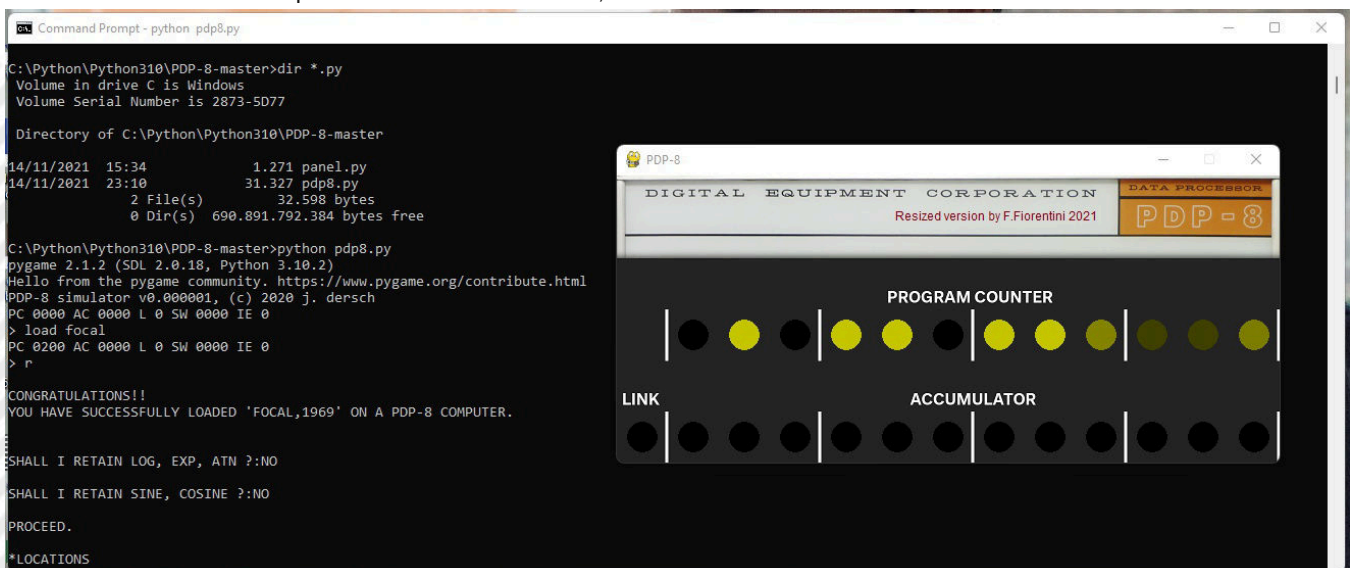 Command Prompt - python  pdp8.py
C:\Python\Python310\PDP-8-master>dir *.py
 Volume in drive C is Windows
 Volume Serial Number is 2873-5D77
 Directory of C:\Python\Python310\PDP-8-master
14/11/2021  15:34             1.271 panel.py
14/11/2021  23:10            31.327 pdp8.py
               2 File(s)         32.598 bytes
               0 Dir(s)  690.891.792.384 bytes free
C:\Python\Python310\PDP-8-master>python pdp8.py
pygame 2.1.2 (SDL 2.0.18, Python 3.10.2)
Hello from the pygame community. https://www.pygame.org/contribute.html
PDP-8 simulator v0.000001, (c) 2020 j. dersch
PC 0000 AC 0000 L 0 SW 0000 IE 0
> load focal
PC 0200 AC 0000 L 0 SW 0000 IE 0
> r
CONGRATULATIONS!!
YOU HAVE SUCCESSFULLY LOADED 'FOCAL,1969' ON A PDP-8 COMPUTER.
SHALL I RETAIN LOG, EXP, ATN ?:NO
SHALL I RETAIN SINE, COSINE ?:NO
PROCEED.
*LOCATIONS
PDP-8
DIGITAL EQUIPMENT CORPORATION
Resized version by F.Fiorentini 2021
DATA PROCESSOR
PDP-8
PROGRAM COUNTER
LINK
ACCUMULATOR